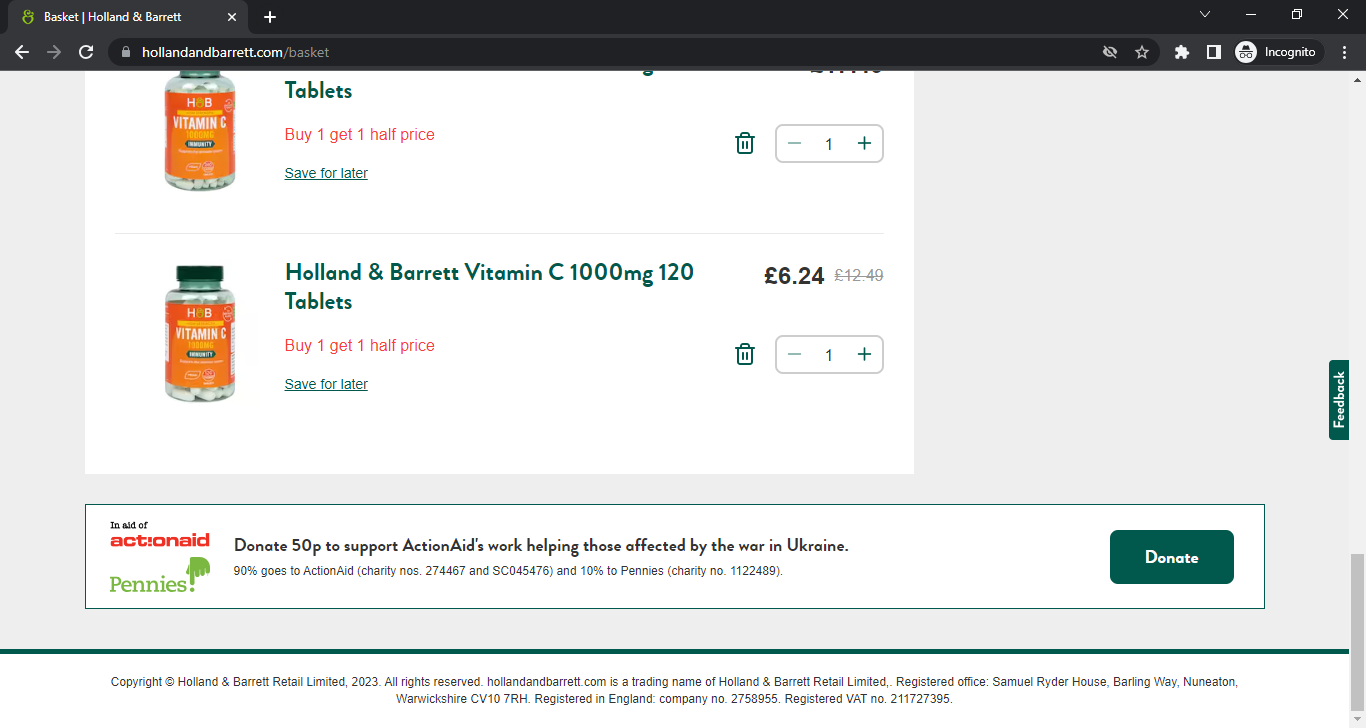 Basket | Holland & Barrett
hollandandbarrett.com/basket
Incognito
Tablets
H&B
VITAMIN C
1000MG
IMMUNITY
Buy 1 get 1 half price
1
Save for later
Holland & Barrett Vitamin C 1000mg 120
Tablets
£6.24 £12.49
H&B
VITAMIN C
1000MG
IMMUNITY
Buy 1 get 1 half price
1
Save for later
Feedback
In aid of
act:onaid
Pennies!
Donate 50p to support ActionAid's work helping those affected by the war in Ukraine.
90% goes to ActionAid (charity nos. 274467 and SC045476) and 10% to Pennies (charity no. 1122489).
Donate
Copyright © Holland & Barrett Retail Limited, 2023. All rights reserved. hollandandbarrett.com is a trading name of Holland & Barrett Retail Limited,. Registered office: Samuel Ryder House, Barling Way, Nuneaton,
Warwickshire CV10 7RH. Registered in England: company no. 2758955. Registered VAT no. 211727395.